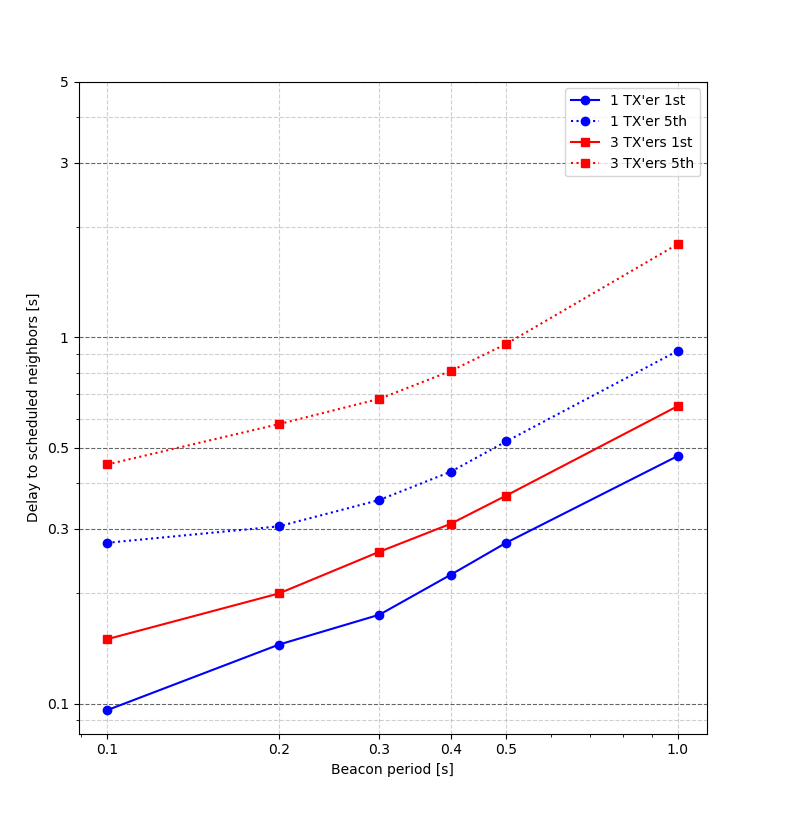 5
3
1
0.5
0.3
0.1
Delay to scheduled neighbors [s]
1 TX'er 1st
1 TX'er 5th
3 TX'ers 1st
3 TX'ers 5th
0.1 0.2 0.3 0.4 0.5 1.0
Beacon period [s]